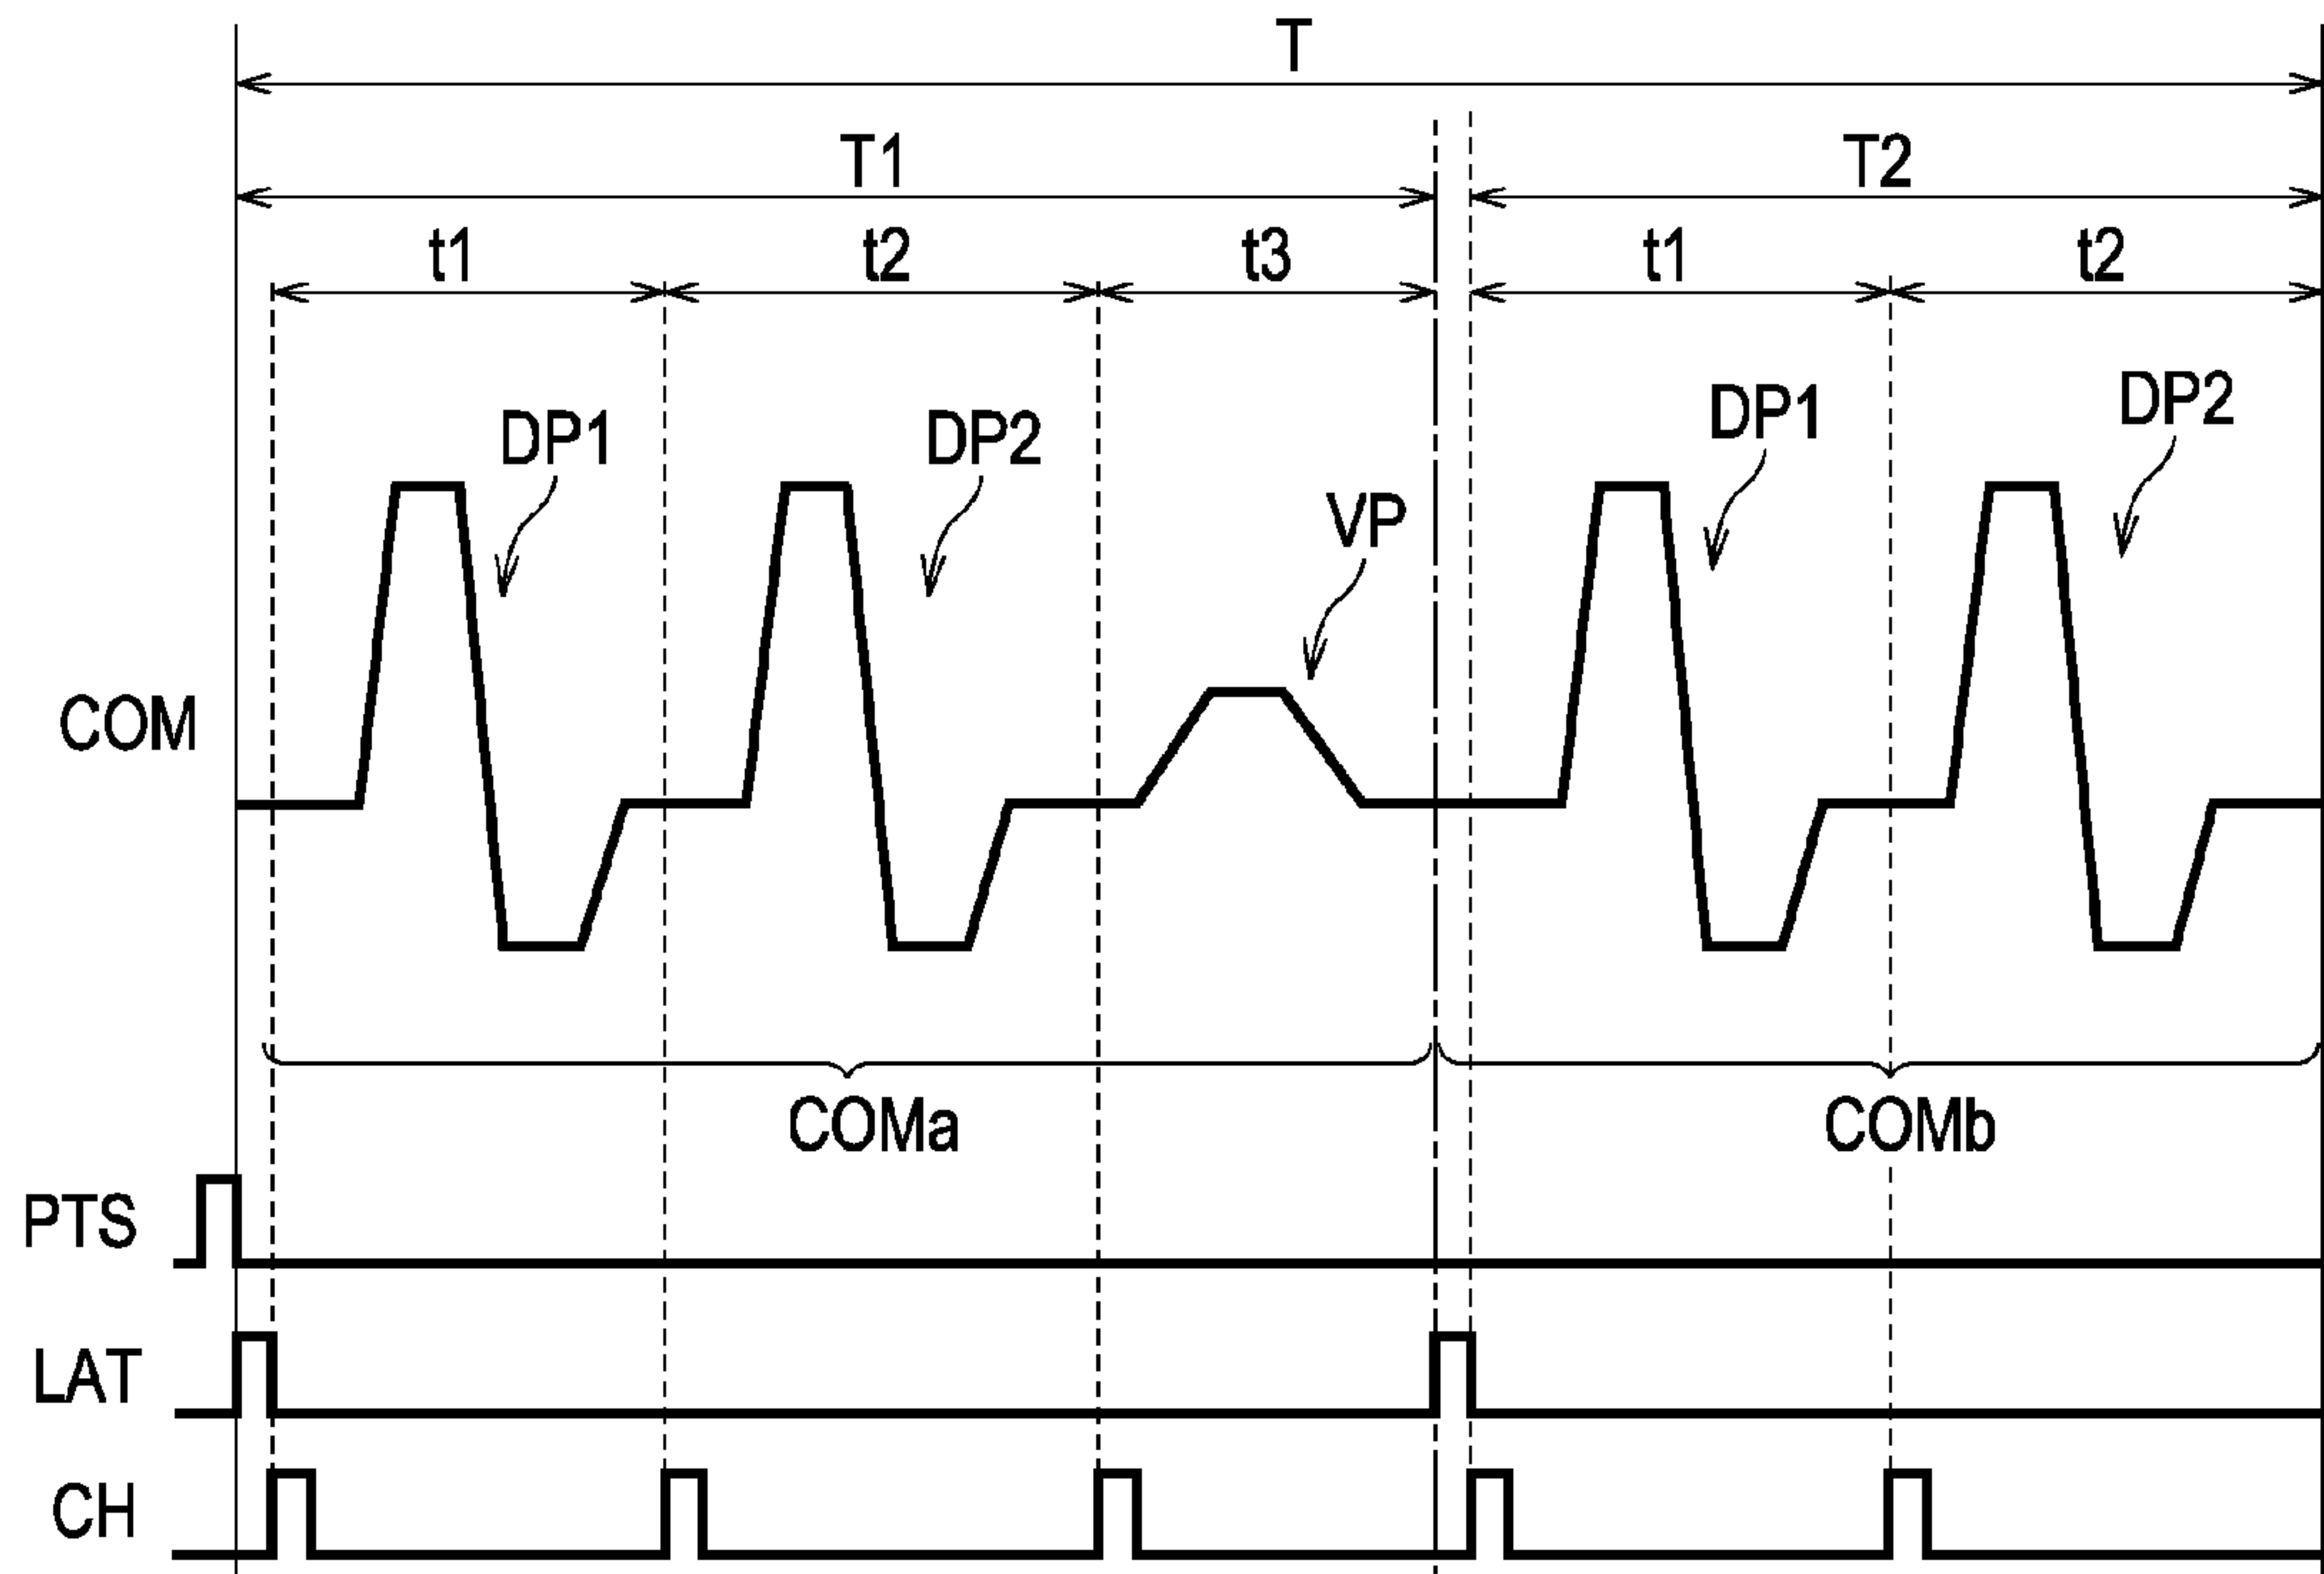 T
T1 T2
t1 t2 t3 t1 t2
DP1 DP2 VP DP1 DP2
COM
COMa COMb
PTS
LAT
CH